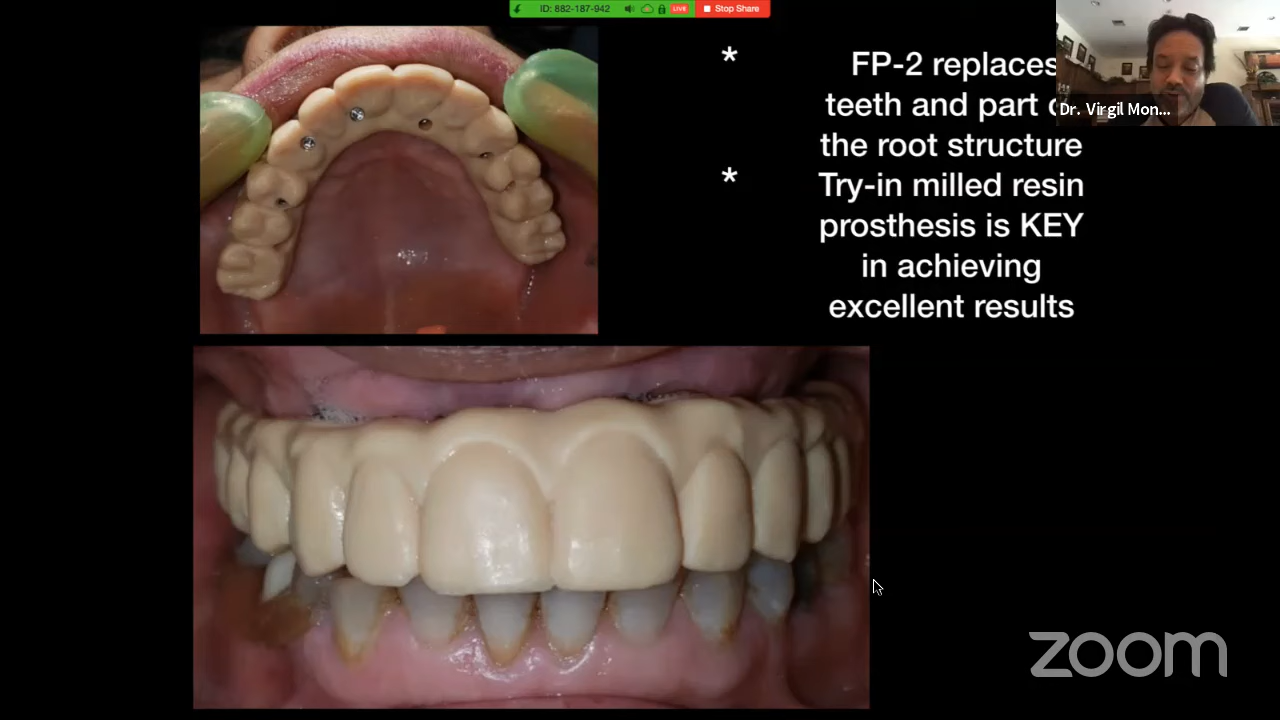 ID: 882-187-942
LIVE
Stop Share
* FP-2 replaces
teeth and part
the root structure
* Try-in milled resin
prosthesis is KEY
in achieving
excellent results
Dr. Virgil Mon...
zoom